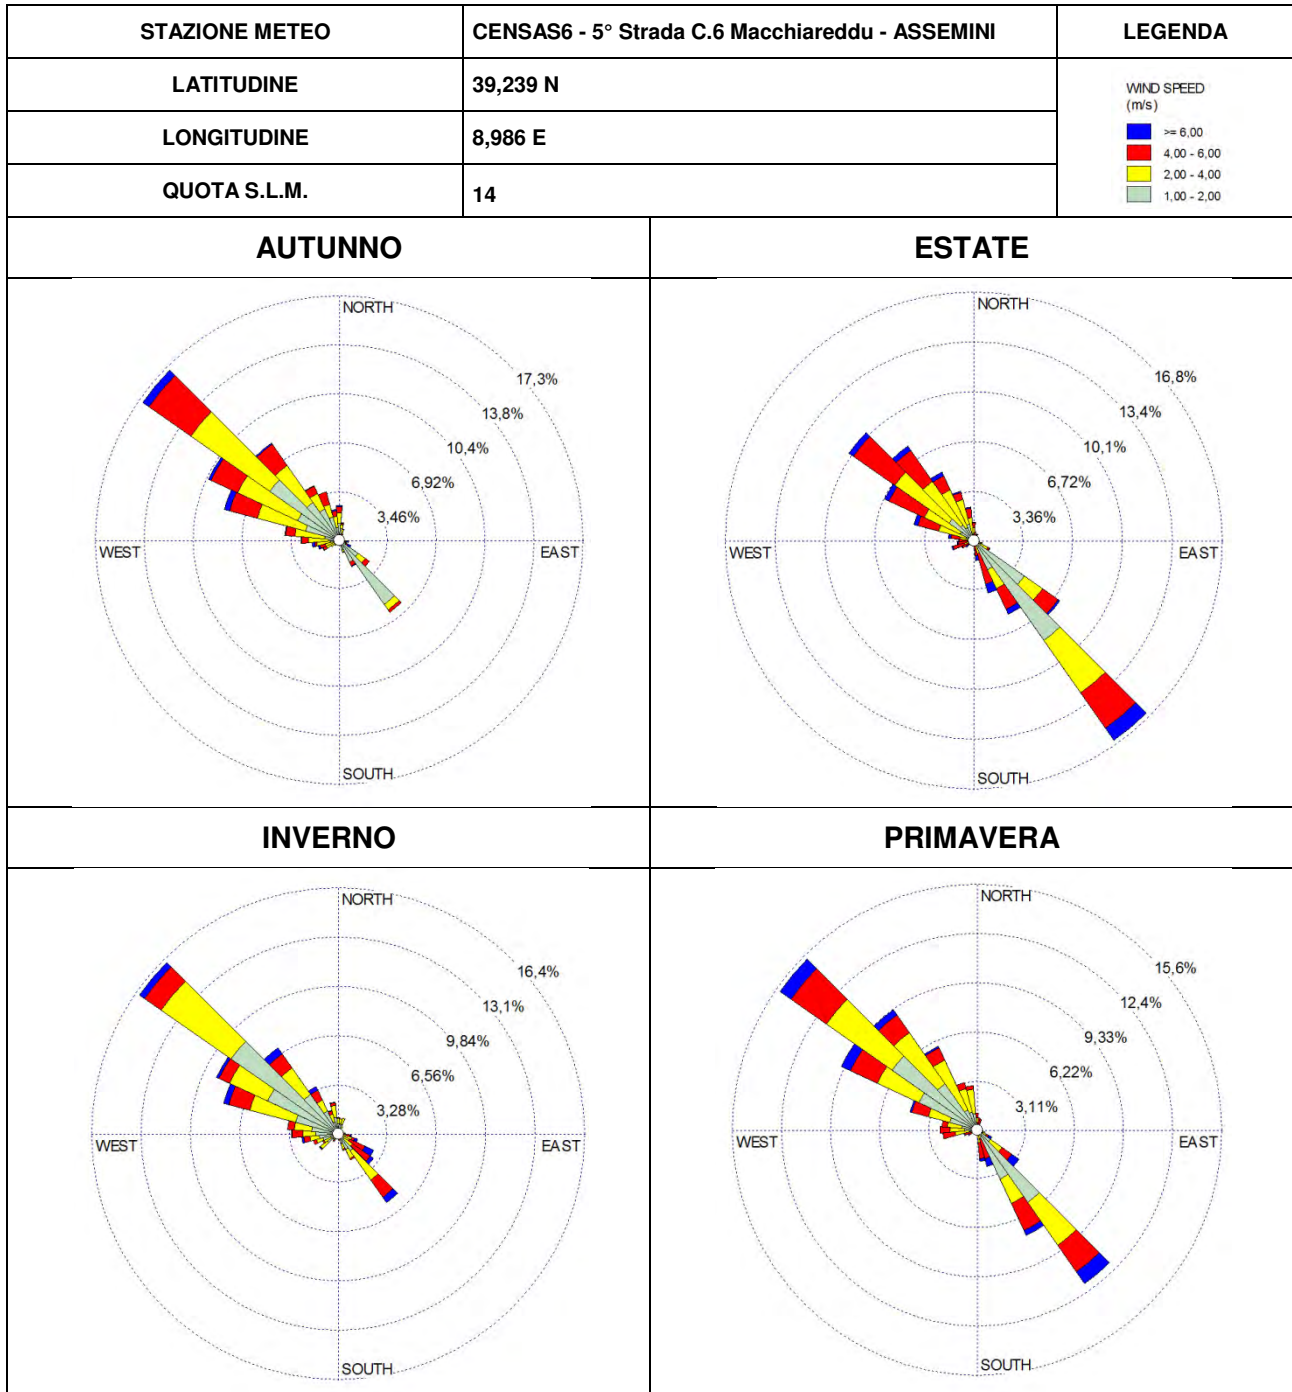 STAZIONE METEO
CENSAS6 - 5° Strada C.6 Macchiareddu - ASSEMINI
LEGENDA
LATITUDINE
39,239 N
LONGITUDINE
8,986 E
QUOTA S.L.M.
14
WIND SPEED
(m/s)
>= 6,00
4,00 - 6,00
2,00 - 4,00
1,00 - 2,00
AUTUNNO
NORTH
17,3%
13,8%
10,4%
6,92%
3,46%
WEST
EAST
SOUTH
ESTATE
NORTH
16,8%
13,4%
10,1%
6,72%
3,36%
WEST
EAST
SOUTH
INVERNO
NORTH
16,4%
13,1%
9,84%
6,56%
3,28%
WEST
EAST
SOUTH
PRIMAVERA
NORTH
15,6%
12,4%
9,33%
6,22%
3,11%
WEST
EAST
SOUTH